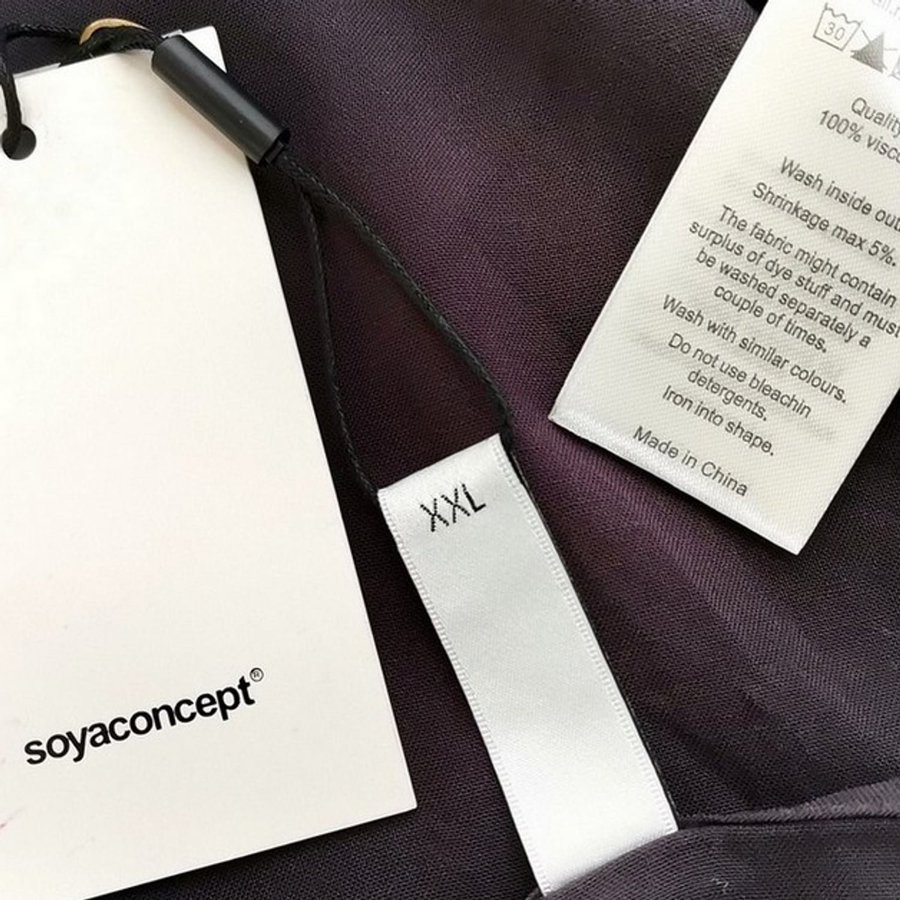 soyaconcept®
XXL
30
Quality
100%
Wash inside out
Shrinkage max 5%.
The fabric might contain
surplus of dye stuff and must
be washed separately a
couple of times.
Wash with similar colours.
Do not use bleachin
detergents.
Iron into shape.
Made in China